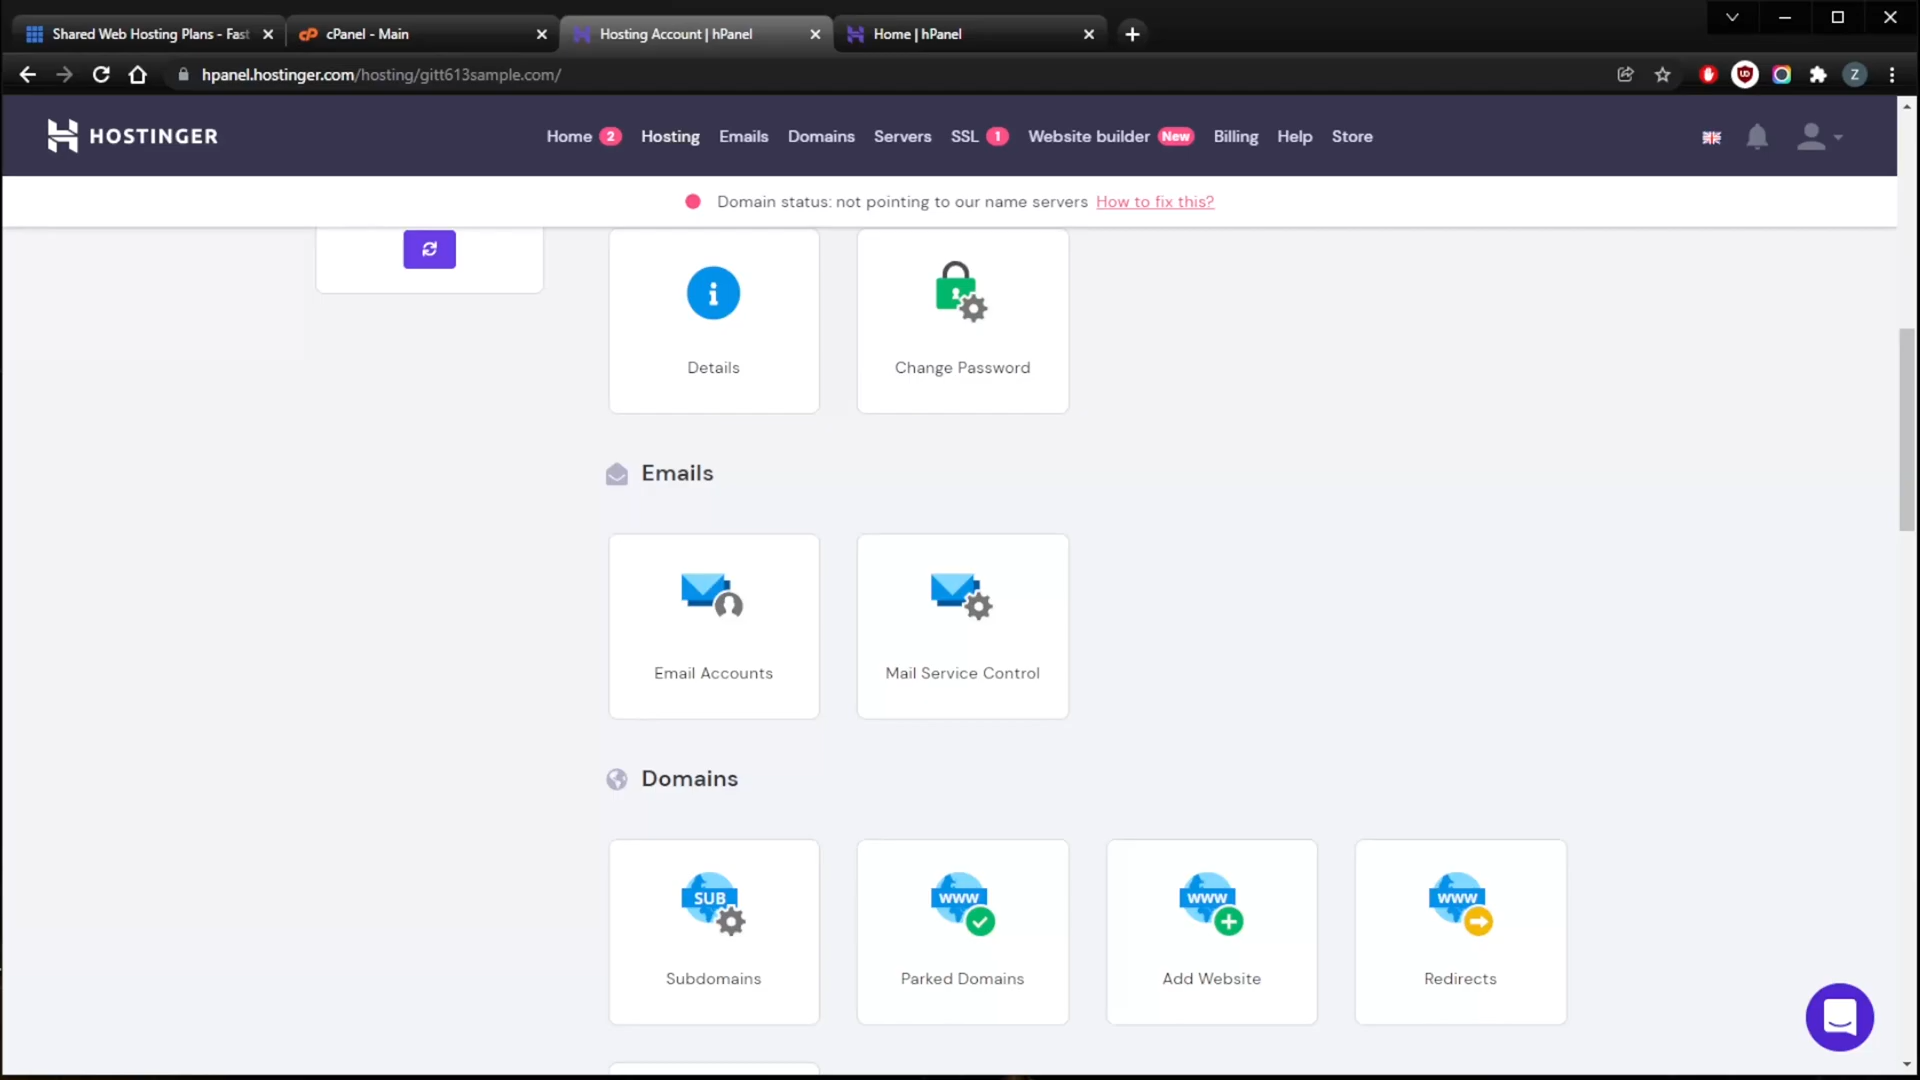 Shared Web Hosting Plans - Fast
cPanel - Main
Hosting Account | hPanel
Home | hPanel
hpanel.hostinger.com/hosting/gitt613sample.com/
Z
HOSTINGER
Home 2 Hosting Emails Domains Servers SSL 1 Website builder New Billing Help Store
Domain status: not pointing to our name servers How to fix this?
Details
Change Password
Emails
Email Accounts
Mail Service Control
Domains
SUB
www
www
www
Subdomains
Parked Domains
Add Website
Redirects